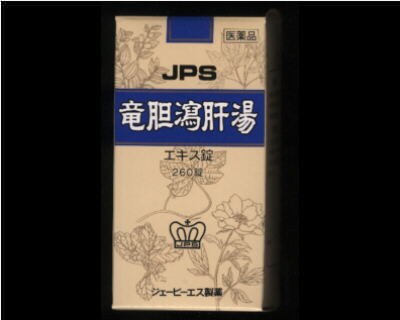 医薬品
JPS
竜胆瀉肝湯
エキス錠
260錠
JPS
ジェーピーエス製薬